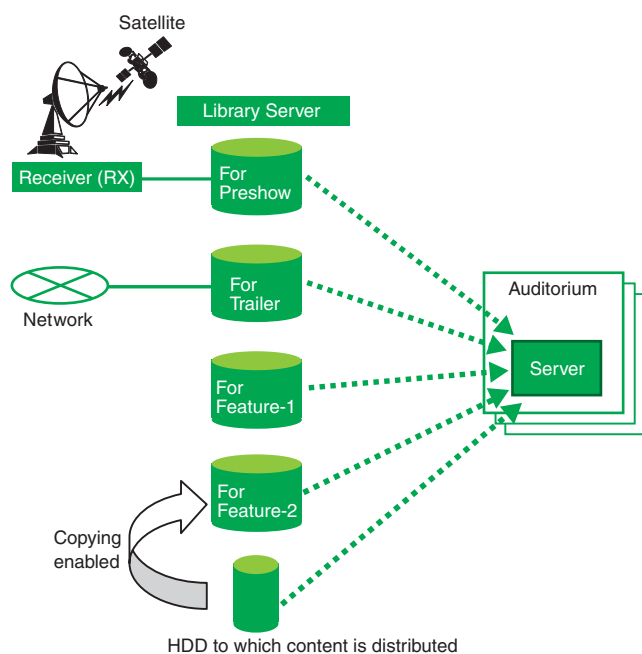 Satellite
Library Server
Receiver (RX)
For
Preshow
Network
For
Trailer
Auditorium
Server
For
Feature-1
For
Feature-2
Copying
enabled
HDD to which content is distributed